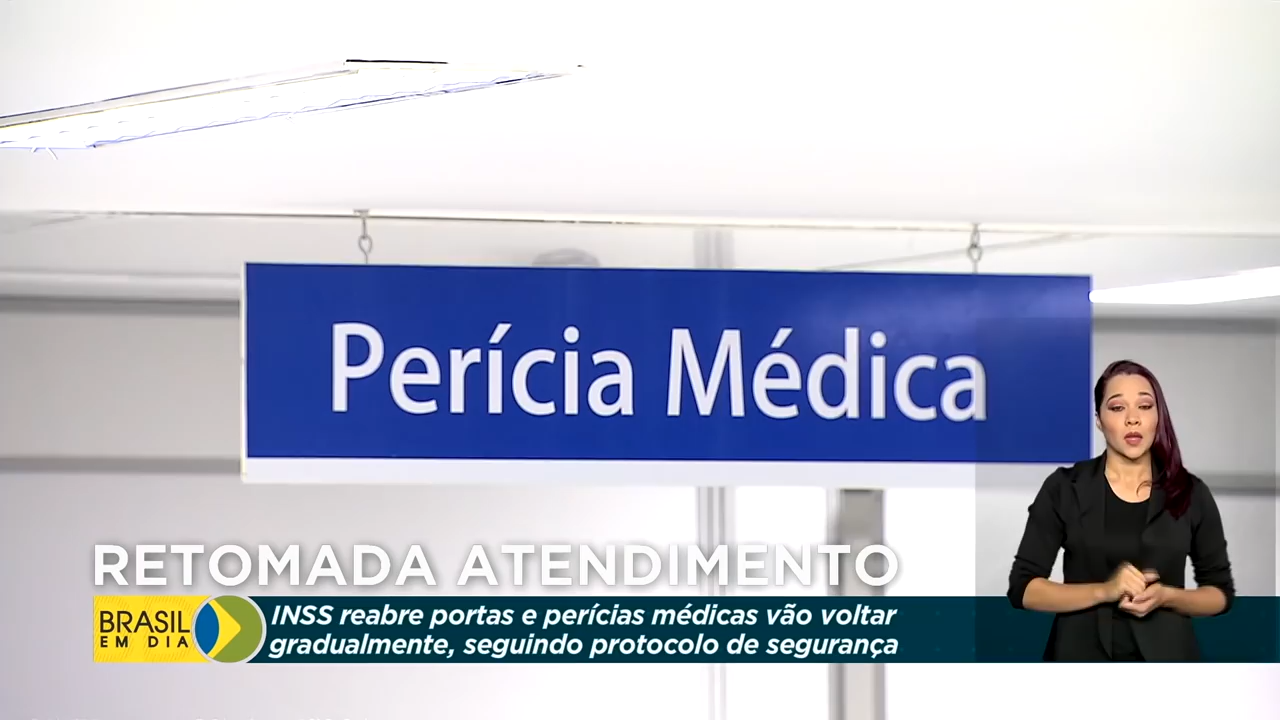 Perícia Médica
RETOMADA ATENDIMENTO
BRASIL
EM DIA
INSS reabre portas e perícias médicas vão voltar
gradualmente, seguindo protocolo de segurança